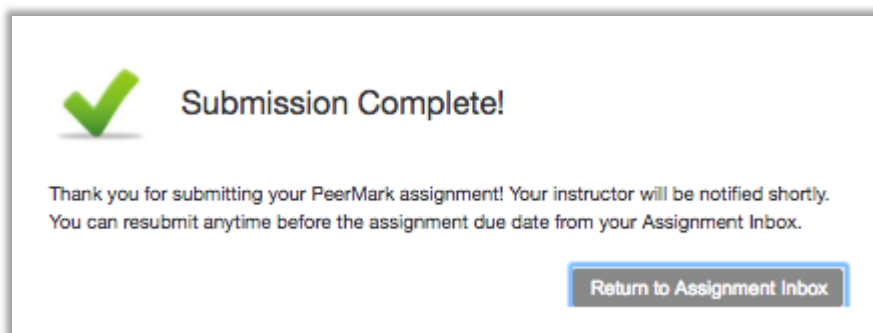 Submission Complete!
Thank you for submitting your PeerMark assignment! Your instructor will be notified shortly.
You can resubmit anytime before the assignment due date from your Assignment Inbox.
Return to Assignment Inbox